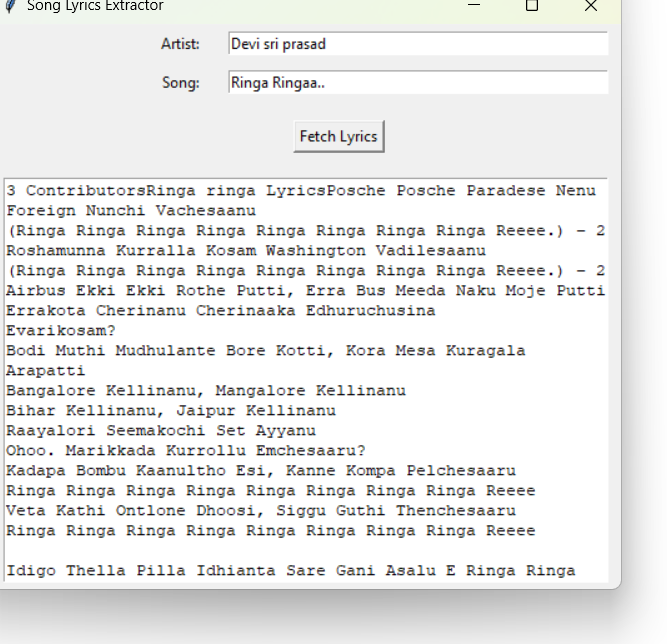 Song Lyrics Extractor
Artist: Devi sri prasad
Song: Ringa Ringaa..
Fetch Lyrics
3 ContributorsRinga ringa LyricsPosche Posche Paradese Nenu
Foreign Nunchi Vachesaanu
(Ringa Ringa Ringa Ringa Ringa Ringa Ringa Ringa Reeee.) - 2
Roshamunna Kurralla Kosam Washington Vadilesaanu
(Ringa Ringa Ringa Ringa Ringa Ringa Ringa Ringa Reeee.) - 2
Airbus Ekki Ekki Rothe Putti, Erra Bus Meeda Naku Moje Putti
Errakota Cherinanu Cherinaaka Edhuruchusina
Evarikosam?
Bodi Muthi Mudhulante Bore Kotti, Kora Mesa Kuragala
Arapatti
Bangalore Kellinanu, Mangalore Kellinanu
Bihar Kellinanu, Jaipur Kellinanu
Raayalori Seemakochi Set Ayyanu
Ohoo. Marikkada Kurrollu Emchesaaru?
Kadapa Bombu Kaanultho Esi, Kanne Kompa Pelchesaaru
Ringa Ringa Ringa Ringa Ringa Ringa Ringa Ringa Reeee
Veta Kathi Ontlone Dhoosi, Siggu Guthi Thenchesaaru
Ringa Ringa Ringa Ringa Ringa Ringa Ringa Ringa Reeee
Idigo Thella Pilla Idhianta Sare Gani Asalu E Ringa Ringa